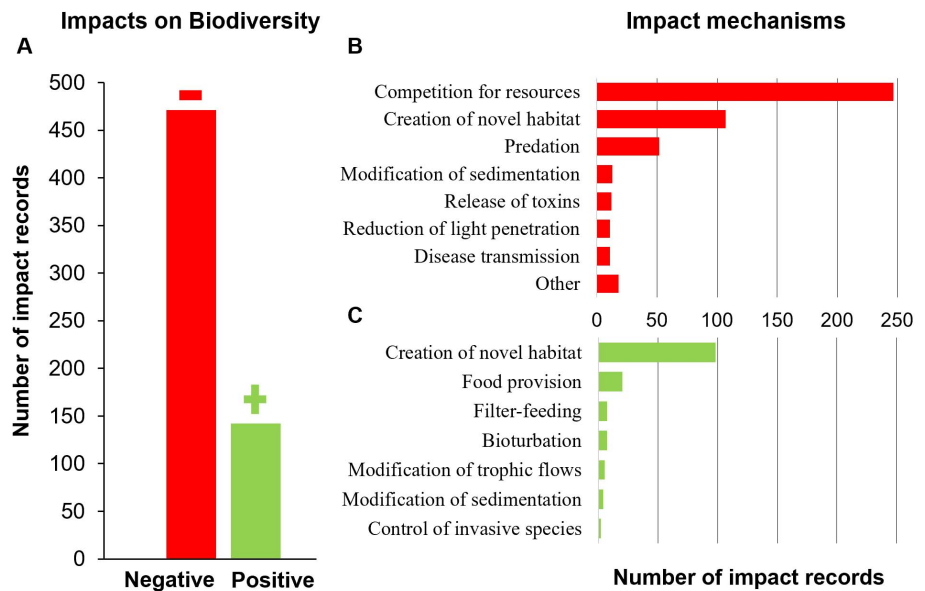 Impacts on Biodiversity
Impact mechanisms
A
B
Number of impact records
500
450
400
350
300
250
200
150
100
50
0
Negative
Positive
Competition for resources
Creation of novel habitat
Predation
Modification of sedimentation
Release of toxins
Reduction of light penetration
Disease transmission
Other
0 50 100 150 200 250
C
Creation of novel habitat
Food provision
Filter-feeding
Bioturbation
Modification of trophic flows
Modification of sedimentation
Control of invasive species
Number of impact records